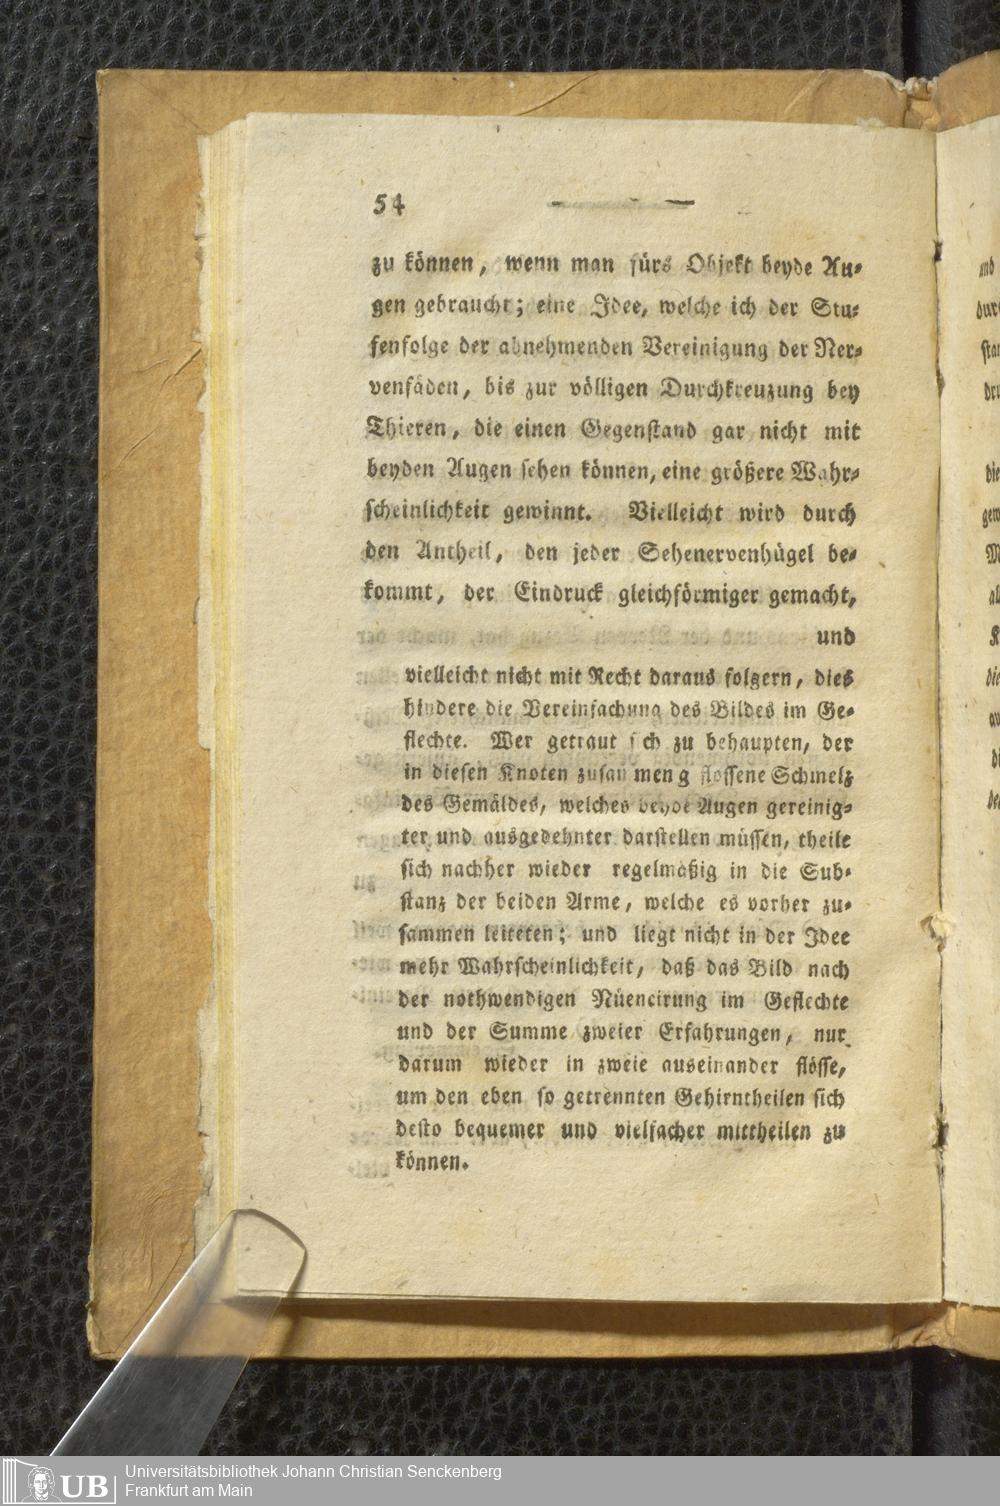 54
zu können, wenn man fürs Objekt beyde Au-
gen gebraucht; eine Idee, welche ich der Stu-
fenfolge der abnehmenden Vereinigung der Ner-
venfäden, bis zur völligen Durchkreuzung bey
Thieren, die einen Gegenstand gar nicht mit
beyden Augen sehen können, eine größere Wahr-
scheinlichkeit gewinnt. Vielleicht wird durch
den Antheil, den jeder Sehenervenhügel be-
kommt, der Eindruck gleichförmiger gemacht,
und
vielleicht nicht mit Recht daraus folgern, dies
hindere die Vereinfachung des Bildes im Ge-
flechte. Wer getraut sich zu behaupten, der
in diesen Knoten zusammengeflossene Schmelz
des Gemäldes, welches beyde Augen gereinig-
ter und ausgedehnter darstellen müssen, theile
sich nachher wieder regelmäßig in die Sub-
stanz der beiden Arme, welche es vorher zu-
sammen leiteten; und liegt nicht in der Idee
mehr Wahrscheinlichkeit, daß das Bild nach
der nothwendigen Nüencirung im Geflechte
und der Summe zweier Erfahrungen, nur
darum wieder in zweie auseinander flösse,
um den eben so getrennten Gehirntheilen sich
desto bequemer und vielfacher mittheilen zu
können.
UB
Universitätsbibliothek Johann Christian Senckenberg
Frankfurt am Main